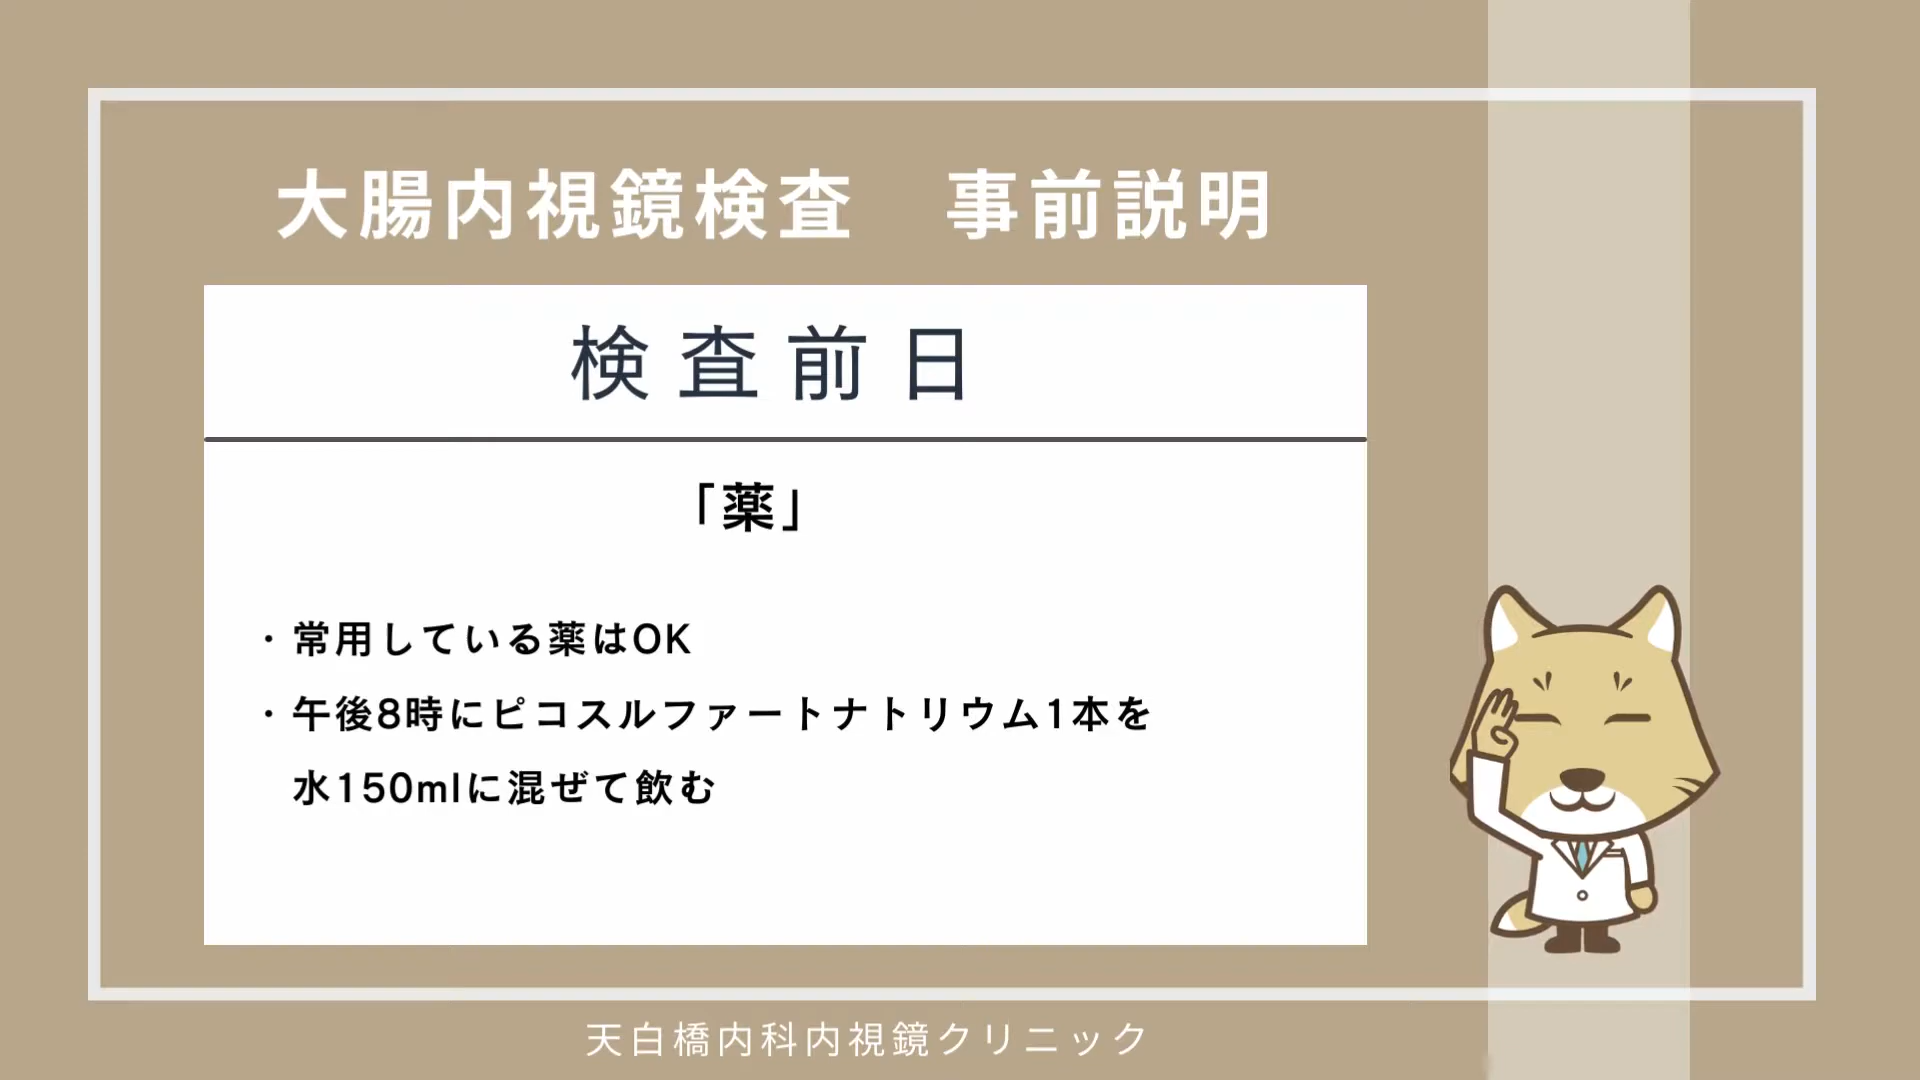 大腸内視鏡検査　事前説明
検査前日
「薬」
・常用している薬はOK
・午後8時にピコスルファートナトリウム1本を
水150mlに混ぜて飲む
天白橋内科内視鏡クリニック